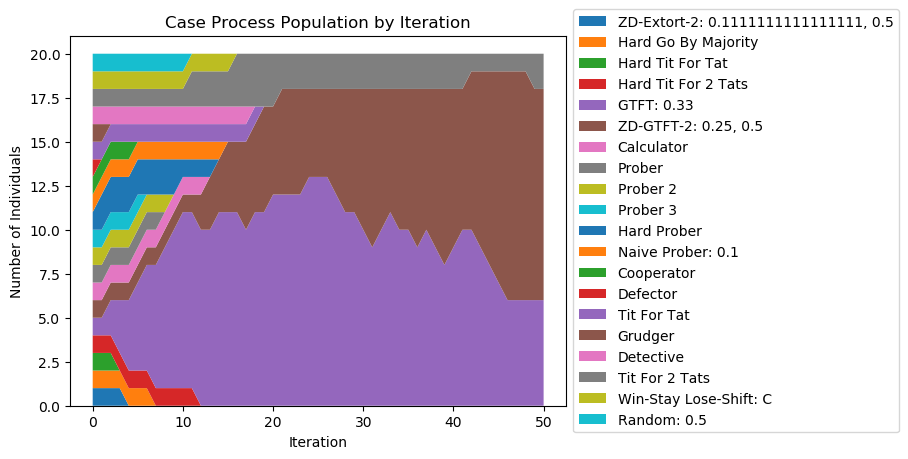 Case Process Population by Iteration
20.0
17.5
15.0
12.5
10.0
7.5
5.0
2.5
0.0
Number of Individuals
0 10 20 30 40 50
Iteration
ZD-Extort-2: 0.1111111111111111, 0.5
Hard Go By Majority
Hard Tit For Tat
Hard Tit For 2 Tats
GTFT: 0.33
ZD-GTFT-2: 0.25, 0.5
Calculator
Prober
Prober 2
Prober 3
Hard Prober
Naive Prober: 0.1
Cooperator
Defector
Tit For Tat
Grudger
Detective
Tit For 2 Tats
Win-Stay Lose-Shift: C
Random: 0.5